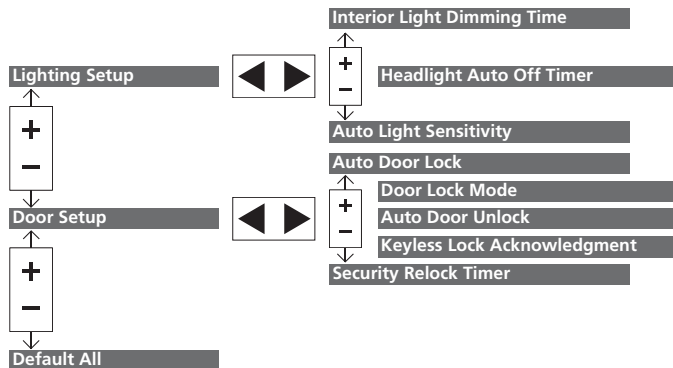 Interior Light Dimming Time
+
Lighting Setup
Headlight Auto Off Timer
−
Auto Light Sensitivity
+
Auto Door Lock
−
Door Lock Mode
+
Door Setup
Auto Door Unlock
−
Keyless Lock Acknowledgment
+
Security Relock Timer
−
Default All